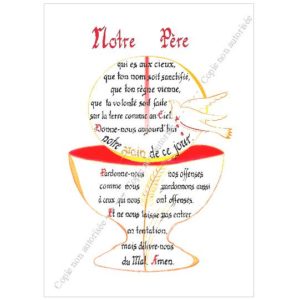 Notre Père
qui es aux cieux,
que ton nom soit sanctifié,
que ton règne vienne,
que ta volonté soit faite
sur la terre comme au Ciel.
Donne-nous aujourd'hui
notre pain de ce jour.
Pardonne-nous nos offenses
comme nous pardonnons aussi
à ceux qui nous ont offensés.
Et ne nous laisse pas entrer
en tentation,
mais délivre-nous
du Mal. Amen.
Copie non autorisée
Copie non autorisée